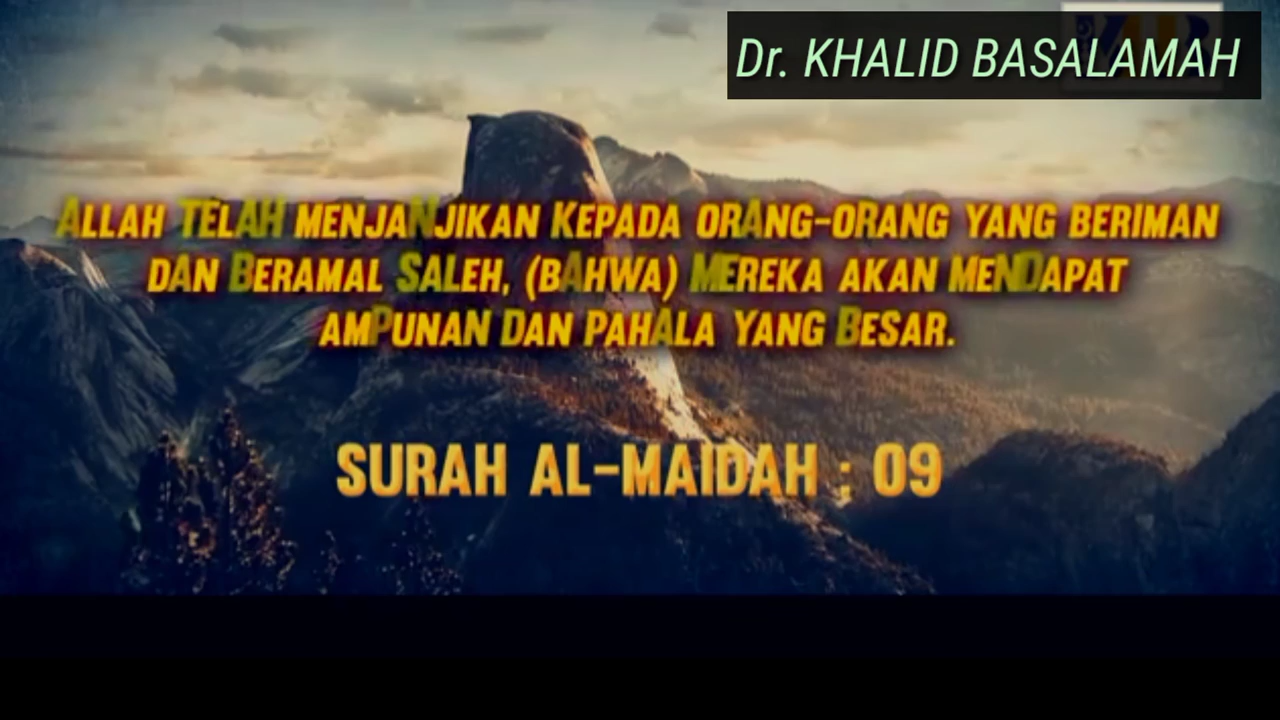 Dr. KHALID BASALAMAH
ALLAH TELAH MENJANJIKAN KEPADA ORANG-ORANG YANG BERIMAN
DAN BERAMAL SALEH, (BAHWA) MEREKA AKAN MENDAPAT
AMPUNAN DAN PAHALA YANG BESAR.
SURAH AL-MAIDAH : 09